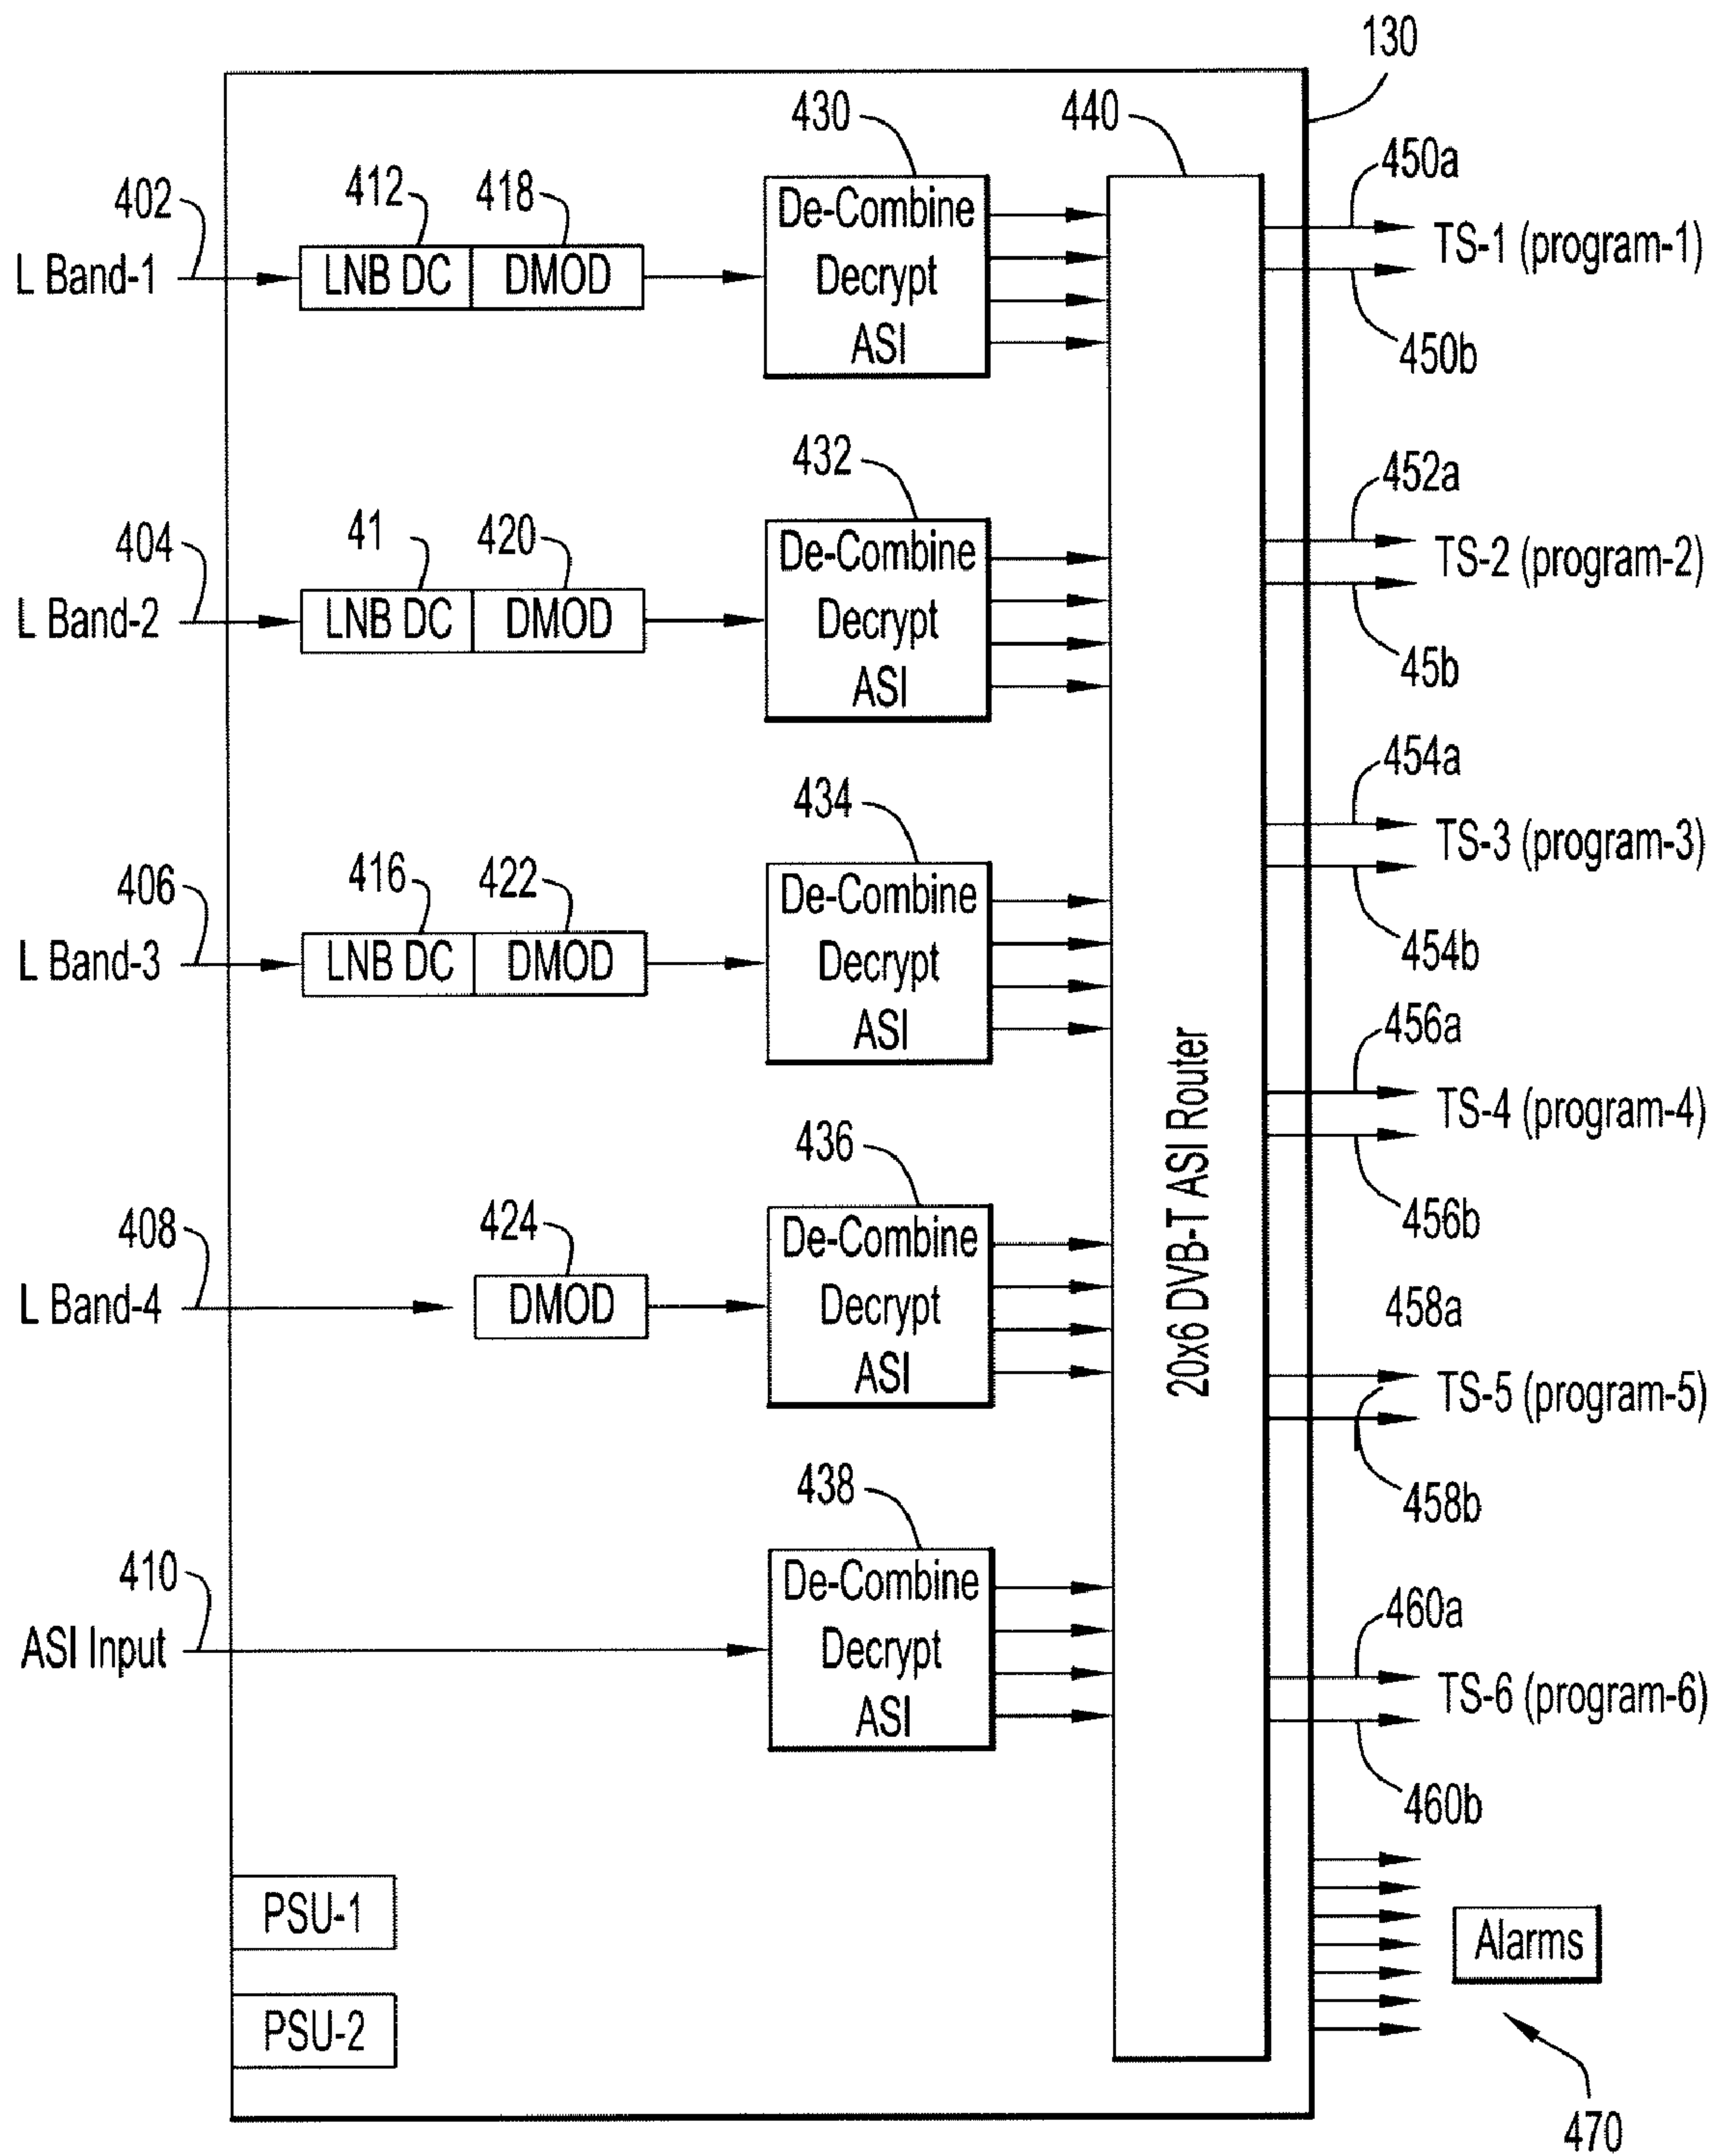 130
430
440
450a
412
418
402
De-Combine
Decrypt
ASI
L Band-1
LNB DC
DMOD
TS-1 (program-1)
450b
432
452a
404
41
420
De-Combine
Decrypt
ASI
L Band-2
LNB DC
DMOD
TS-2 (program-2)
45b
434
454a
406
416
422
De-Combine
Decrypt
ASI
L Band-3
LNB DC
DMOD
TS-3 (program-3)
454b
20x6 DVB-T ASI Router
456a
TS-4 (program-4)
456b
436
408
424
De-Combine
Decrypt
ASI
L Band-4
DMOD
458a
TS-5 (program-5)
458b
438
410
De-Combine
Decrypt
ASI
ASI Input
460a
TS-6 (program-6)
460b
PSU-1
PSU-2
Alarms
470